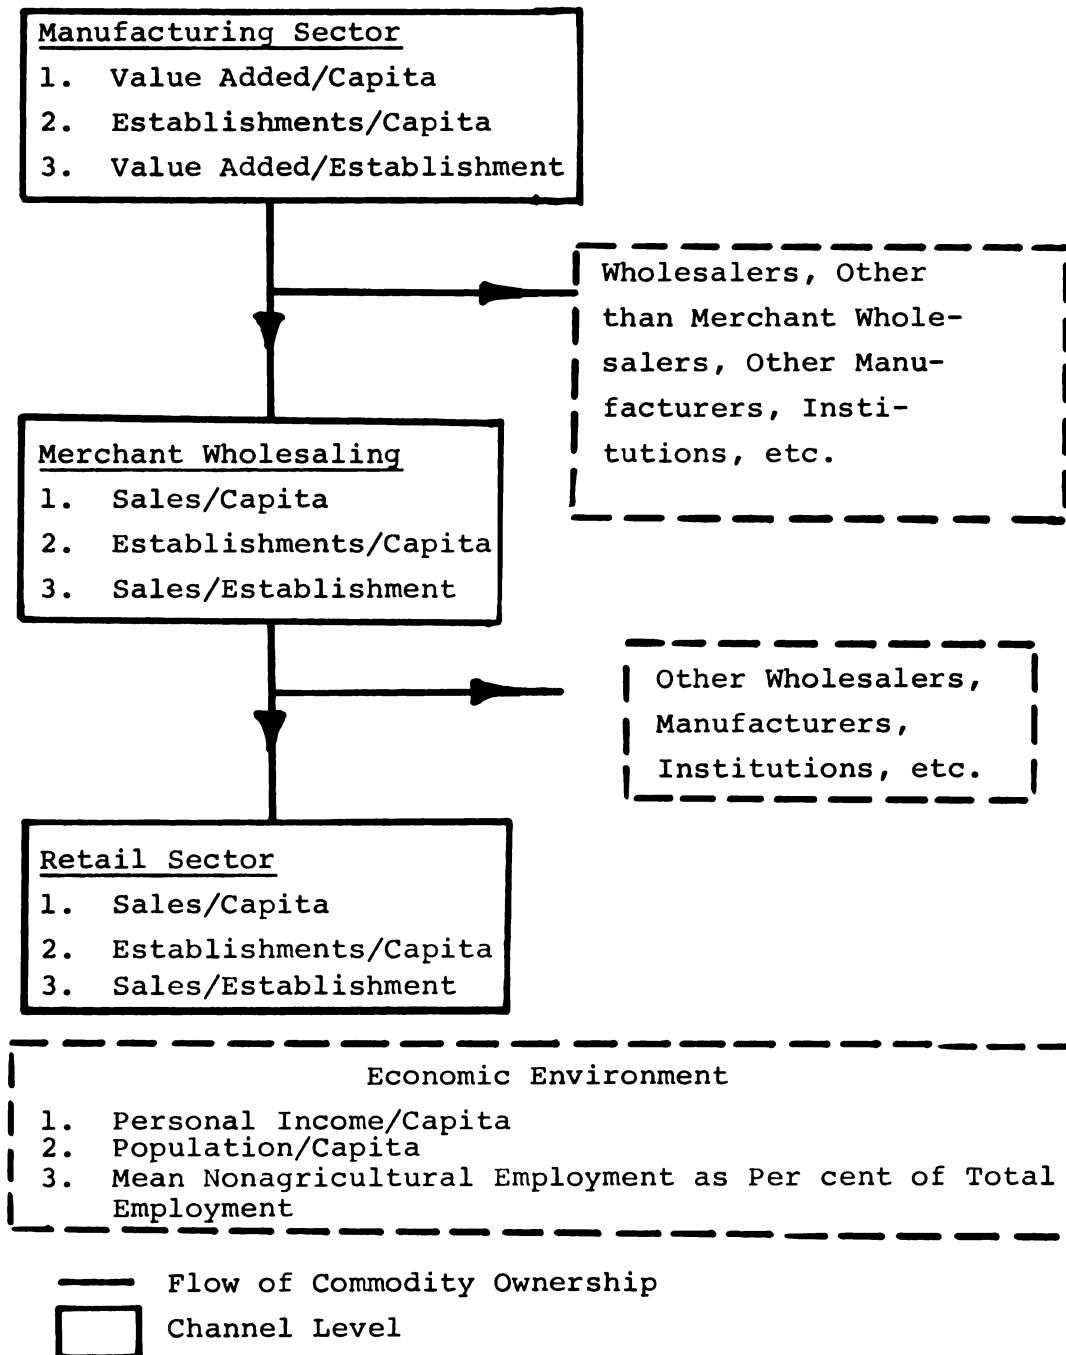 Manufacturing Sector
1. Value Added/Capita
2. Establishments/Capita
3. Value Added/Establishment
Wholesalers, Other
than Merchant Whole-
salers, Other Manu-
facturers, Insti-
tutions, etc.
Merchant Wholesaling
1. Sales/Capita
2. Establishments/Capita
3. Sales/Establishment
Other Wholesalers,
Manufacturers,
Institutions, etc.
Retail Sector
1. Sales/Capita
2. Establishments/Capita
3. Sales/Establishment
Economic Environment
1. Personal Income/Capita
2. Population/Capita
3. Mean Nonagricultural Employment as Per cent of Total
Employment
Flow of Commodity Ownership
Channel Level